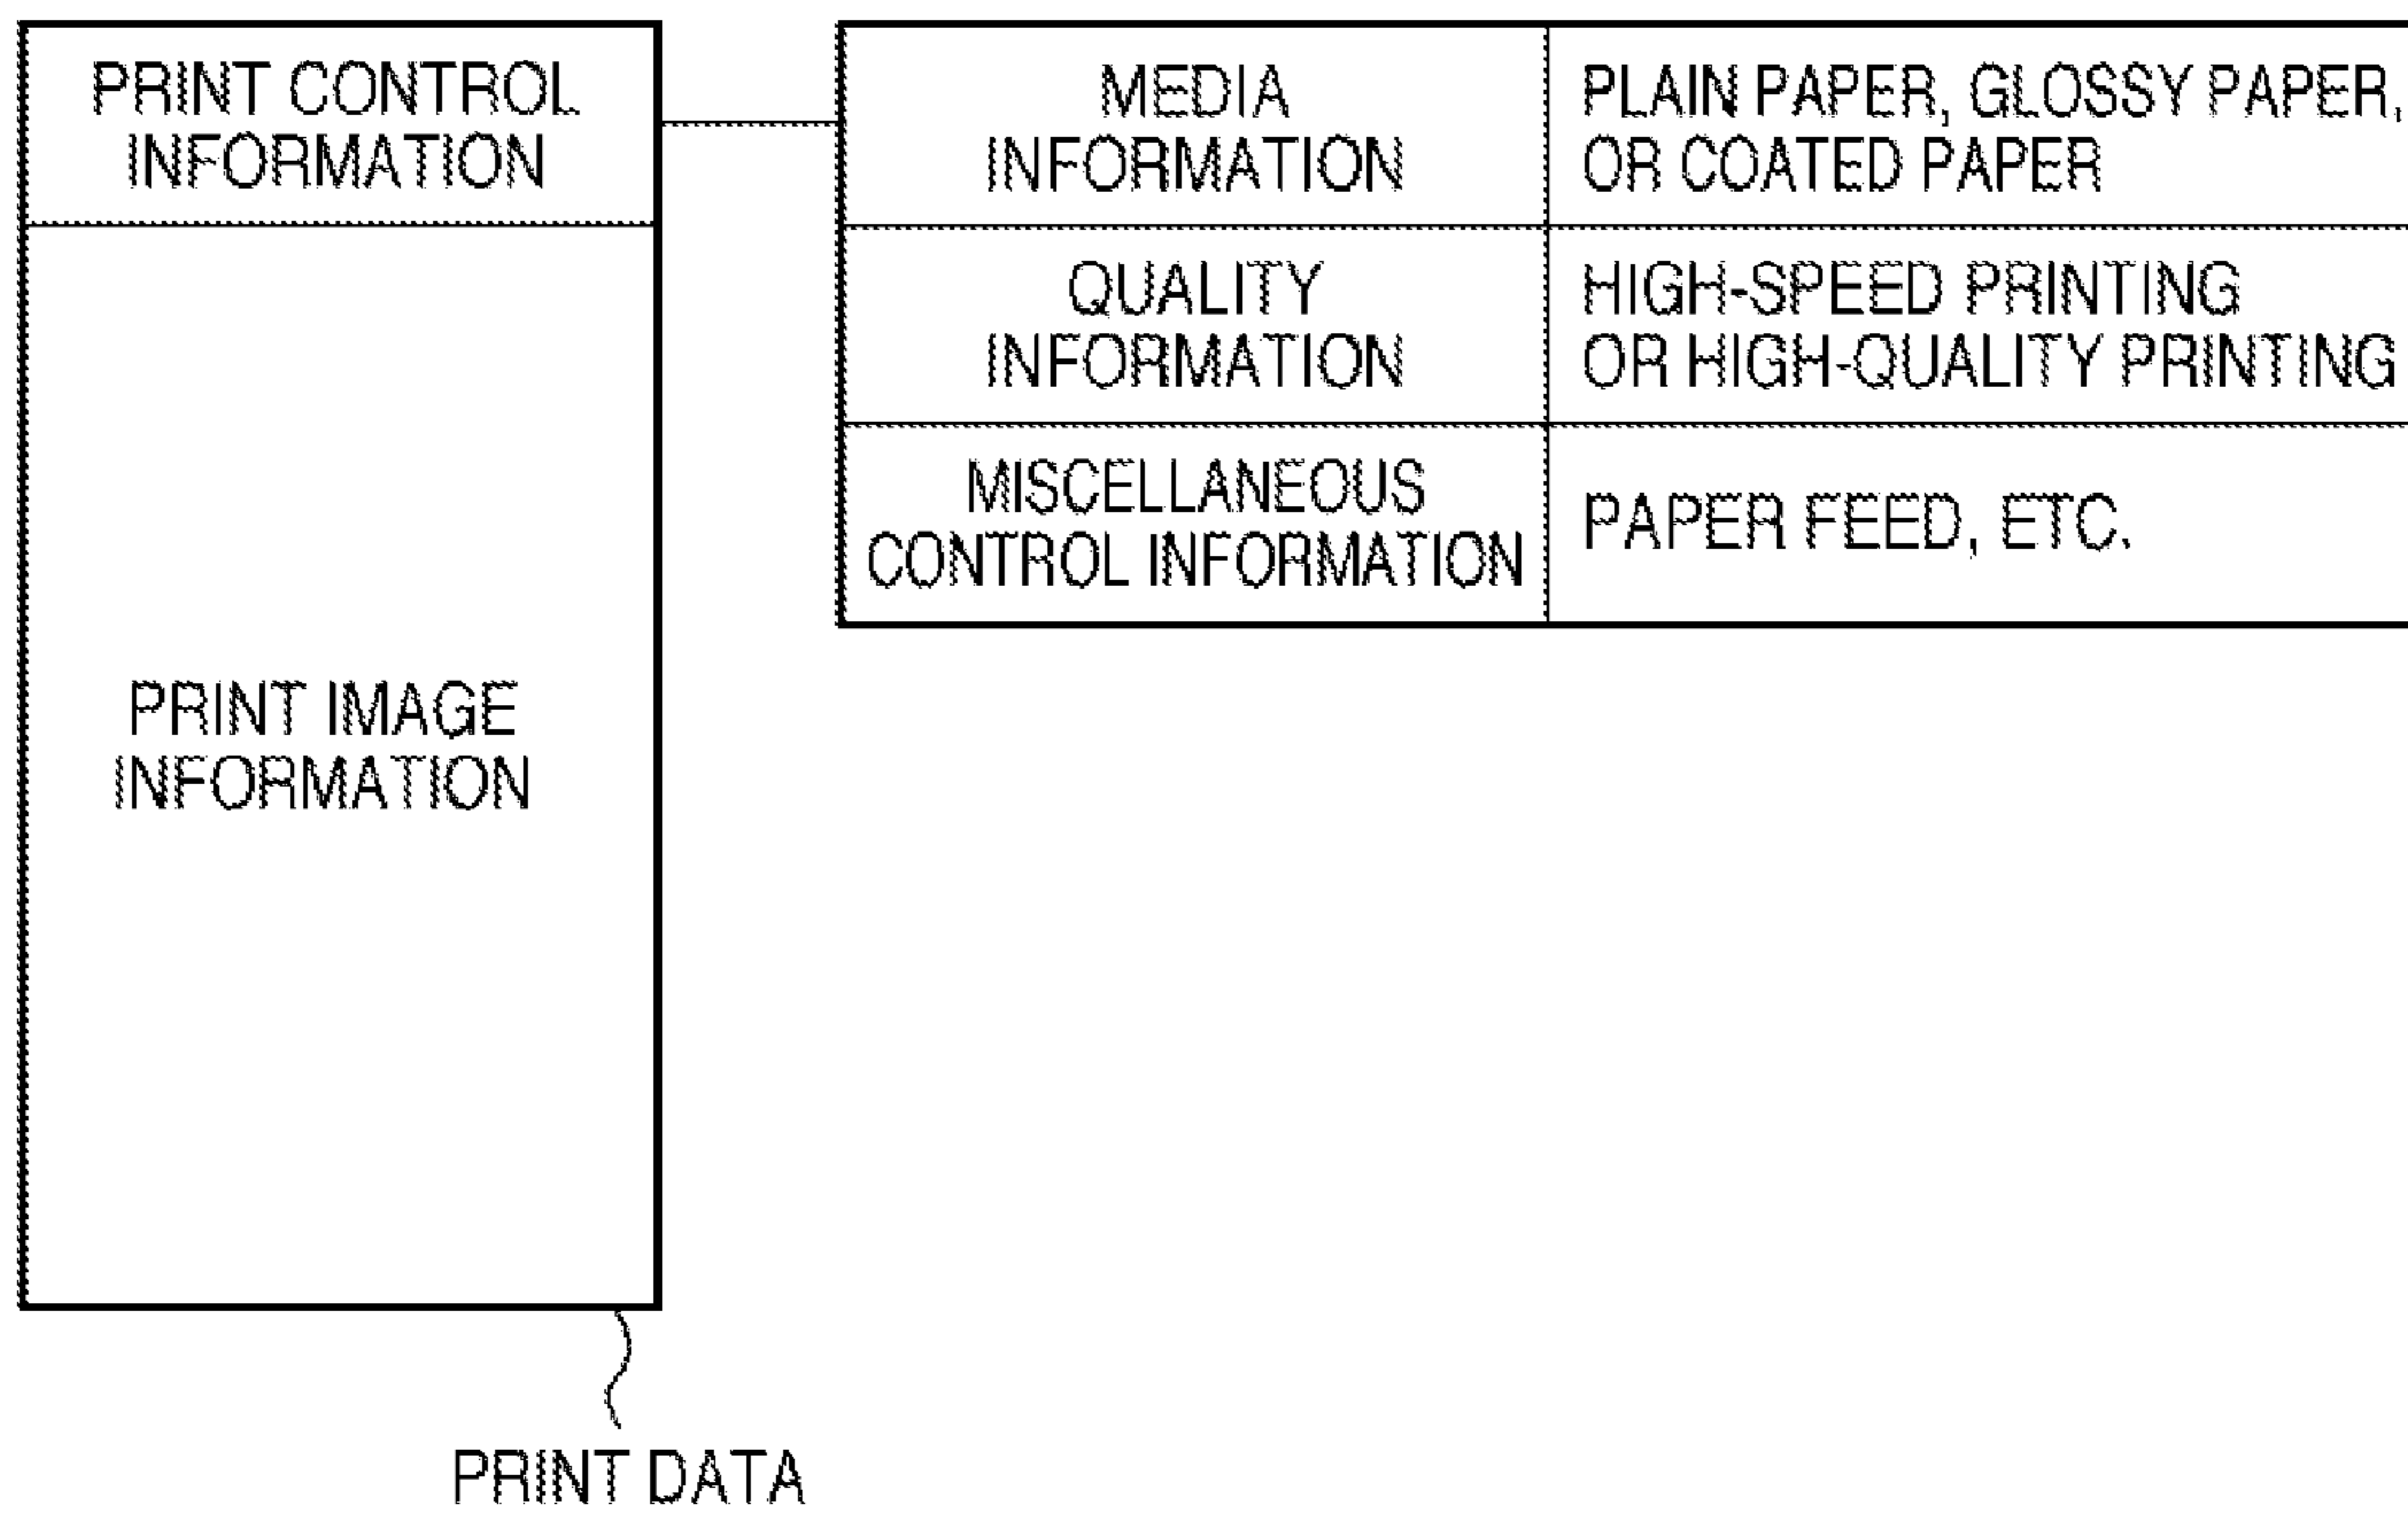 PRINT CONTROL
INFORMATION
PRINT IMAGE
INFORMATION
PRINT DATA
MEDIA
INFORMATION
PLAIN PAPER, GLOSSY PAPER,
OR COATED PAPER
QUALITY
INFORMATION
HIGH-SPEED PRINTING
OR HIGH-QUALITY PRINTING
MISCELLANEOUS
CONTROL INFORMATION
PAPER FEED, ETC.